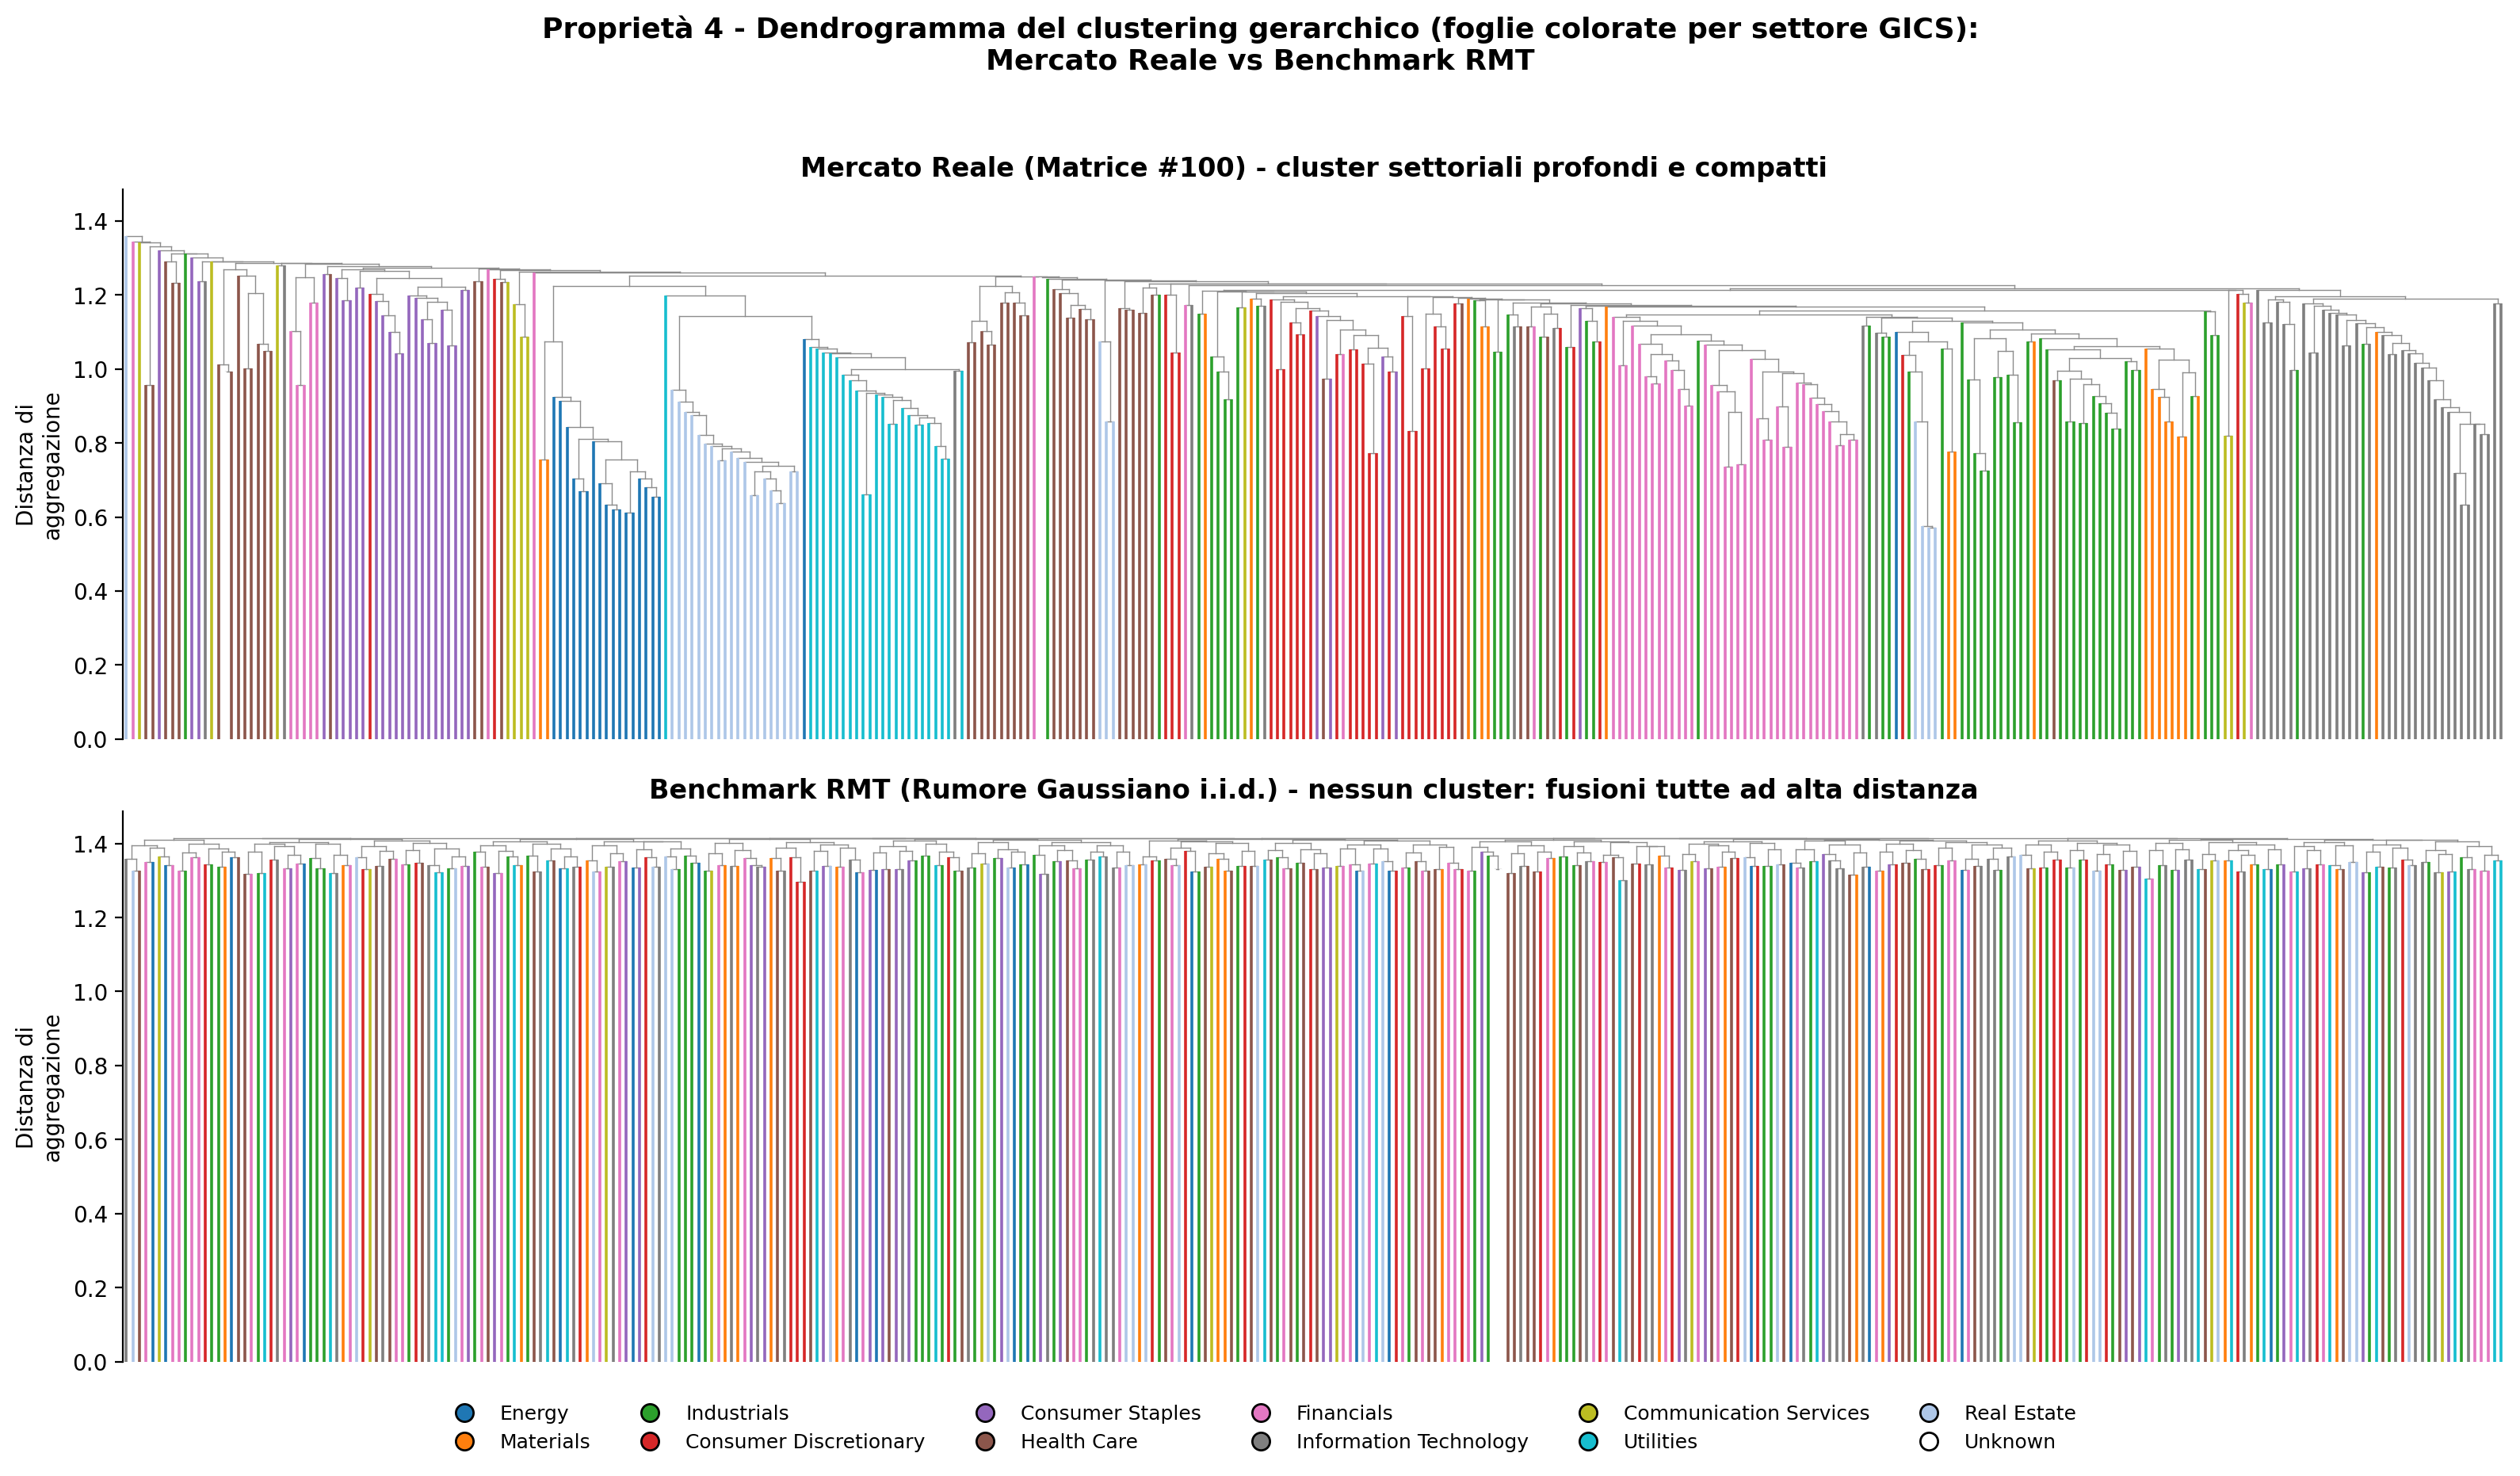 Proprietà 4 - Dendrogramma del clustering gerarchico (foglie colorate per settore GICS):
Mercato Reale vs Benchmark RMT
Mercato Reale (Matrice #100) - cluster settoriali profondi e compatti
Distanza di
aggregazione
1.4
1.2
1.0
0.8
0.6
0.4
0.2
0.0
Benchmark RMT (Rumore Gaussiano i.i.d.) - nessun cluster: fusioni tutte ad alta distanza
Distanza di
aggregazione
1.4
1.2
1.0
0.8
0.6
0.4
0.2
0.0
Energy
Materials
Industrials
Consumer Discretionary
Consumer Staples
Health Care
Financials
Information Technology
Communication Services
Utilities
Real Estate
Unknown